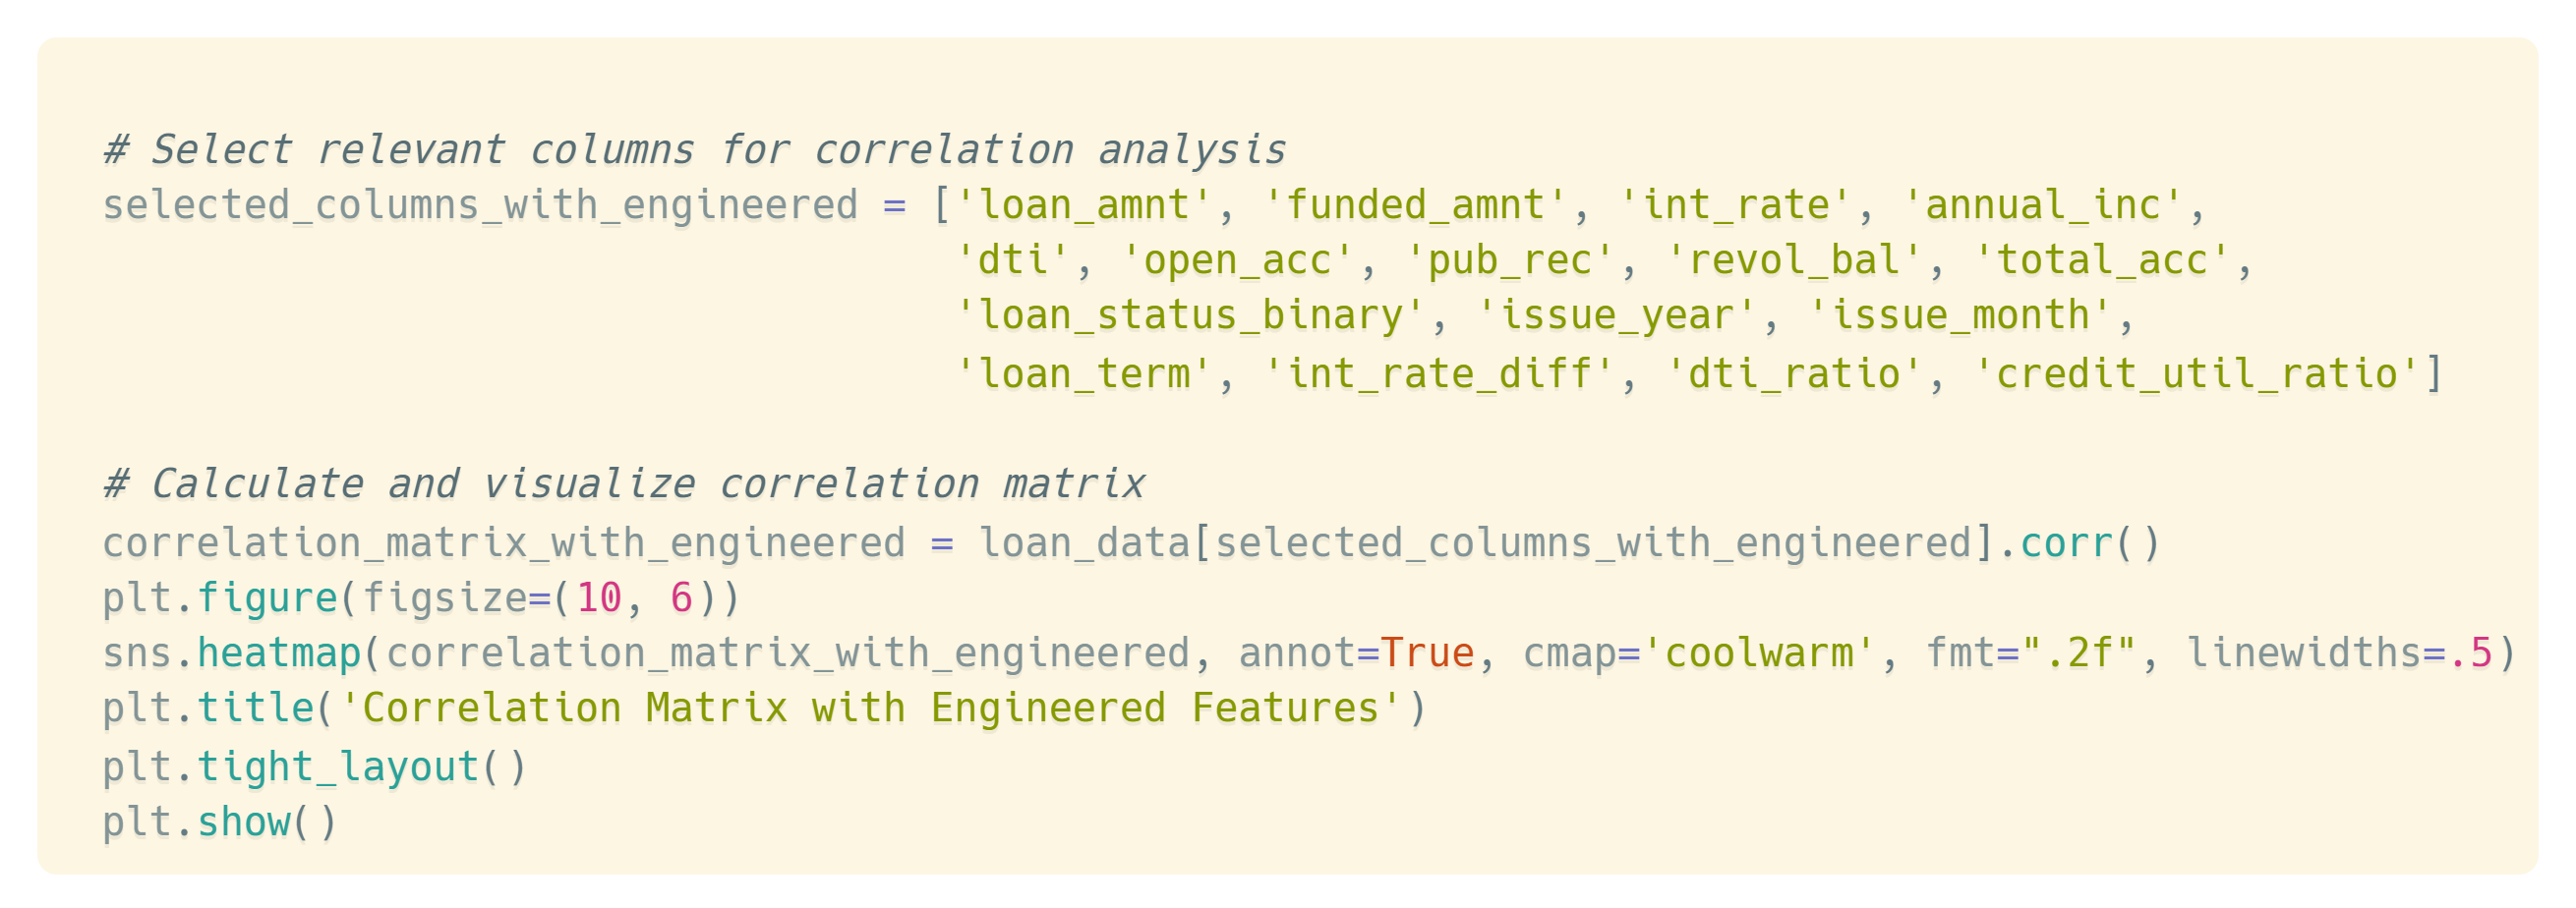 # Select relevant columns for correlation analysis
selected_columns_with_engineered = ['loan_amnt', 'funded_amnt', 'int_rate', 'annual_inc',
                                    'dti', 'open_acc', 'pub_rec', 'revol_bal', 'total_acc',
                                    'loan_status_binary', 'issue_year', 'issue_month',
                                    'loan_term', 'int_rate_diff', 'dti_ratio', 'credit_util_ratio']
# Calculate and visualize correlation matrix
correlation_matrix_with_engineered = loan_data[selected_columns_with_engineered].corr()
plt.figure(figsize=(10, 6))
sns.heatmap(correlation_matrix_with_engineered, annot=True, cmap='coolwarm', fmt=".2f", linewidths=.5)
plt.title('Correlation Matrix with Engineered Features')
plt.tight_layout()
plt.show()